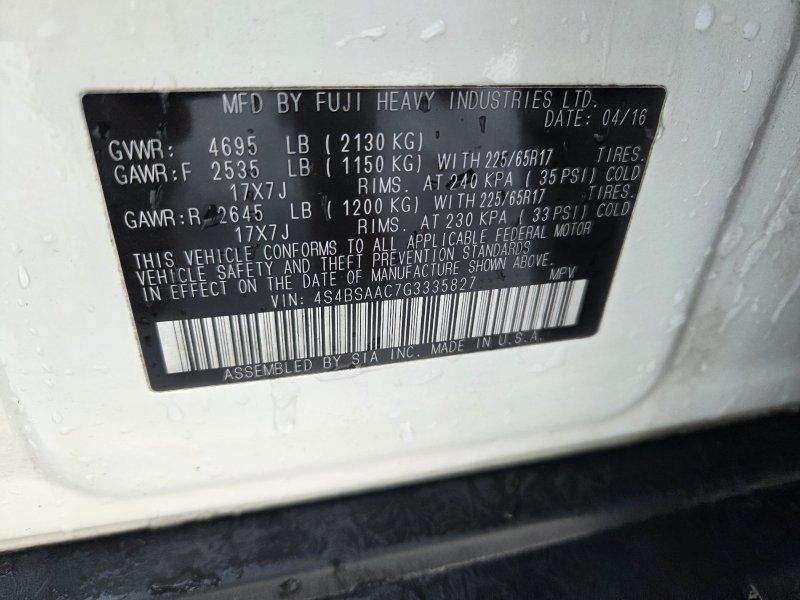 MFD BY FUJI HEAVY INDUSTRIES LTD.
DATE: 04/16
GVWR: 4695 LB ( 2130 KG)
GAWR:F 2535 LB ( 1150 KG) WITH 225/65R17 TIRES.
17X7J RIMS. AT 240 KPA ( 35 PSI) COLD
GAWR:R 2645 LB ( 1200 KG) WITH 225/65R17 TIRES.
17X7J RIMS. AT 230 KPA ( 33 PSI) COLD
THIS VEHICLE CONFORMS TO ALL APPLICABLE FEDERAL MOTOR
VEHICLE SAFETY AND THEFT PREVENTION STANDARDS
IN EFFECT ON THE DATE OF MANUFACTURE SHOWN ABOVE.
VIN: 4S4BSAAC7G3335827 MPV
ASSEMBLED BY SIA INC. MADE IN U.S.A.